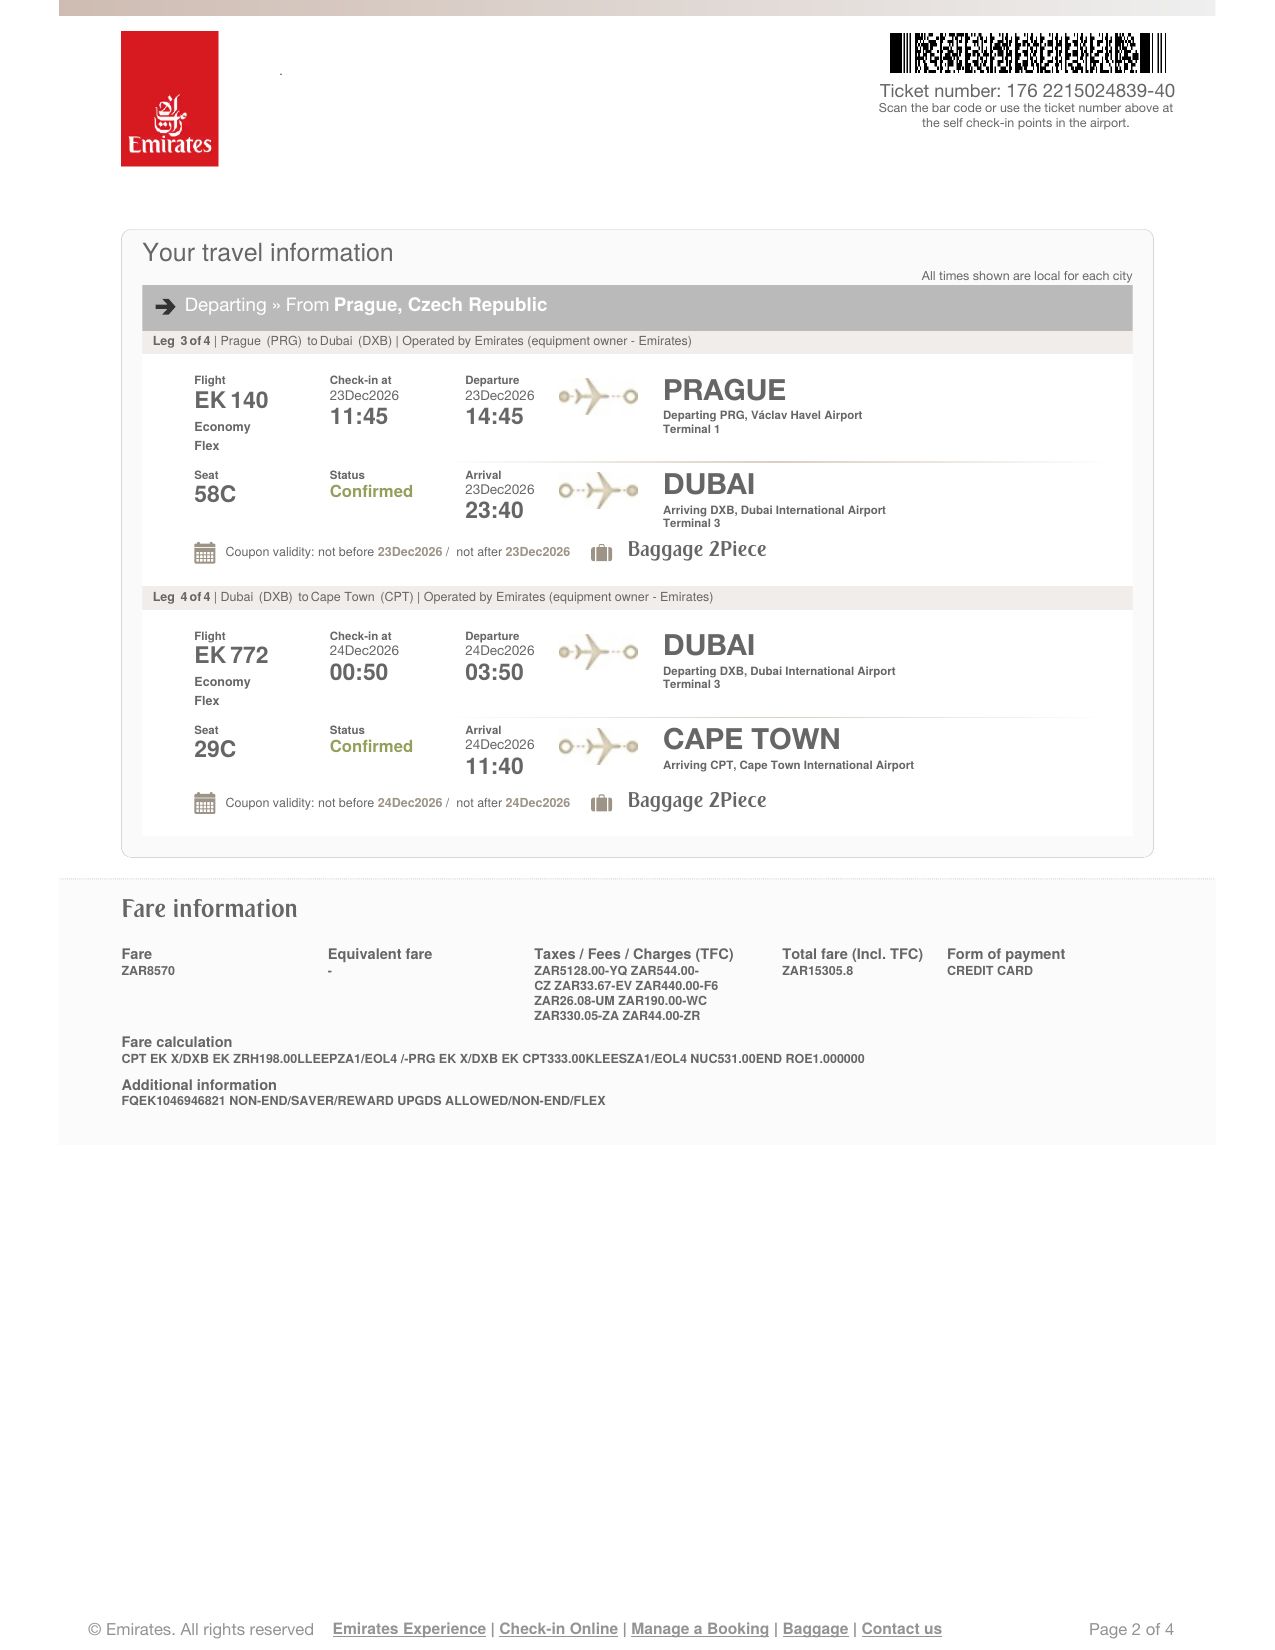 Emirates
Ticket number: 176 2215024839-40
Scan the bar code or use the ticket number above at
the self check-in points in the airport.
Your travel information
All times shown are local for each city
Departing » From Prague, Czech Republic
Leg 3 of 4 | Prague (PRG) to Dubai (DXB) | Operated by Emirates (equipment owner - Emirates)
Flight Check-in at Departure
EK 140 23Dec2026 23Dec2026 PRAGUE
11:45 14:45 Departing PRG, Václav Havel Airport
Economy Terminal 1
Flex
Seat Status Arrival
58C Confirmed 23Dec2026 DUBAI
23:40 Arriving DXB, Dubai International Airport
Terminal 3
Coupon validity: not before 23Dec2026 / not after 23Dec2026 Baggage 2Piece
Leg 4 of 4 | Dubai (DXB) to Cape Town (CPT) | Operated by Emirates (equipment owner - Emirates)
Flight Check-in at Departure
EK 772 24Dec2026 24Dec2026 DUBAI
00:50 03:50 Departing DXB, Dubai International Airport
Economy Terminal 3
Flex
Seat Status Arrival
29C Confirmed 24Dec2026 CAPE TOWN
11:40 Arriving CPT, Cape Town International Airport
Coupon validity: not before 24Dec2026 / not after 24Dec2026 Baggage 2Piece
Fare information
Fare Equivalent fare Taxes / Fees / Charges (TFC) Total fare (Incl. TFC) Form of payment
ZAR8570 - ZAR5128.00-YQ ZAR544.00- ZAR15305.8 CREDIT CARD
CZ ZAR33.67-EV ZAR440.00-F6
ZAR26.08-UM ZAR190.00-WC
ZAR330.05-ZA ZAR44.00-ZR
Fare calculation
CPT EK X/DXB EK ZRH198.00LLEEPZA1/EOL4 /-PRG EK X/DXB EK CPT333.00KLEESZA1/EOL4 NUC531.00END ROE1.000000
Additional information
FQEK1046946821 NON-END/SAVER/REWARD UPGDS ALLOWED/NON-END/FLEX
© Emirates. All rights reserved Emirates Experience | Check-in Online | Manage a Booking | Baggage | Contact us Page 2 of 4